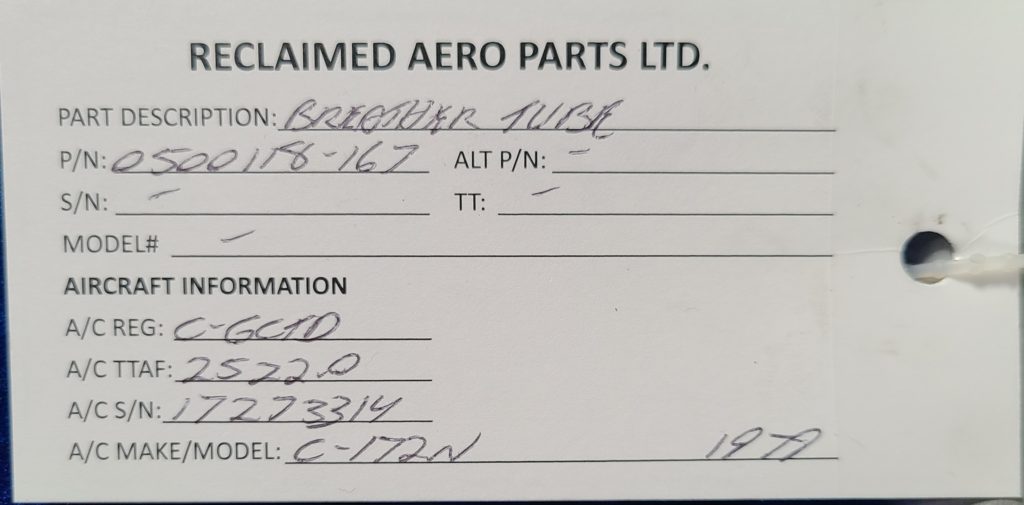 RECLAIMED AERO PARTS LTD.
PART DESCRIPTION: BREATHER TUBE
P/N: 0500118-167 ALT P/N: -
S/N: - TT: -
MODEL# -
AIRCRAFT INFORMATION
A/C REG: C-GCTD
A/C TTAF: 2522.0
A/C S/N: 17273314
A/C MAKE/MODEL: C-172N 1979